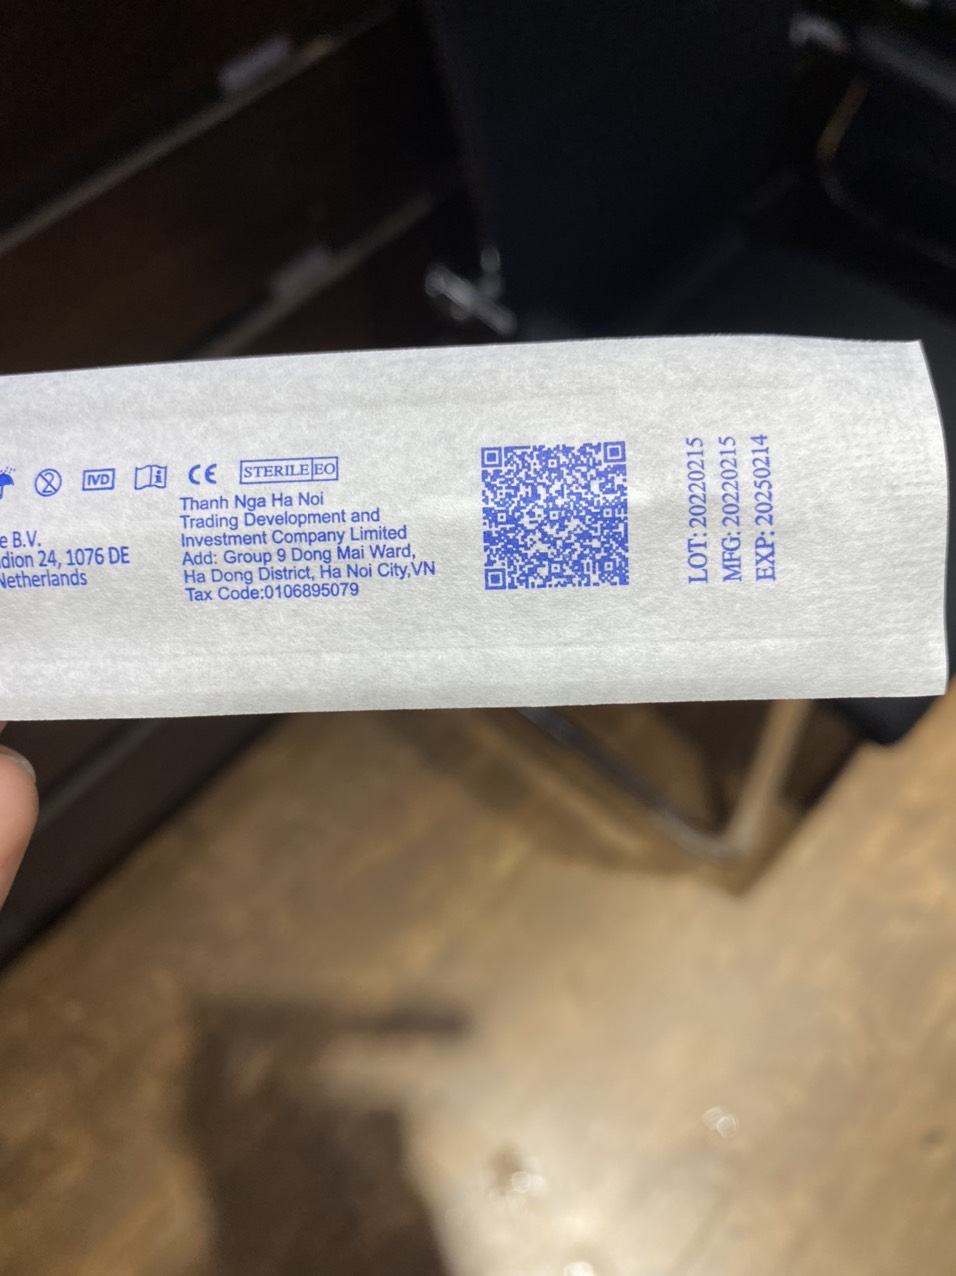 IVD
CE
STERILE EO
e B.V.
dion 24, 1076 DE
Netherlands
Thanh Nga Ha Noi
Trading Development and
Investment Company Limited
Add: Group 9 Dong Mai Ward,
Ha Dong District, Ha Noi City,VN
Tax Code:0106895079
LOT: 20220215
MFG: 20220215
EXP: 20250214